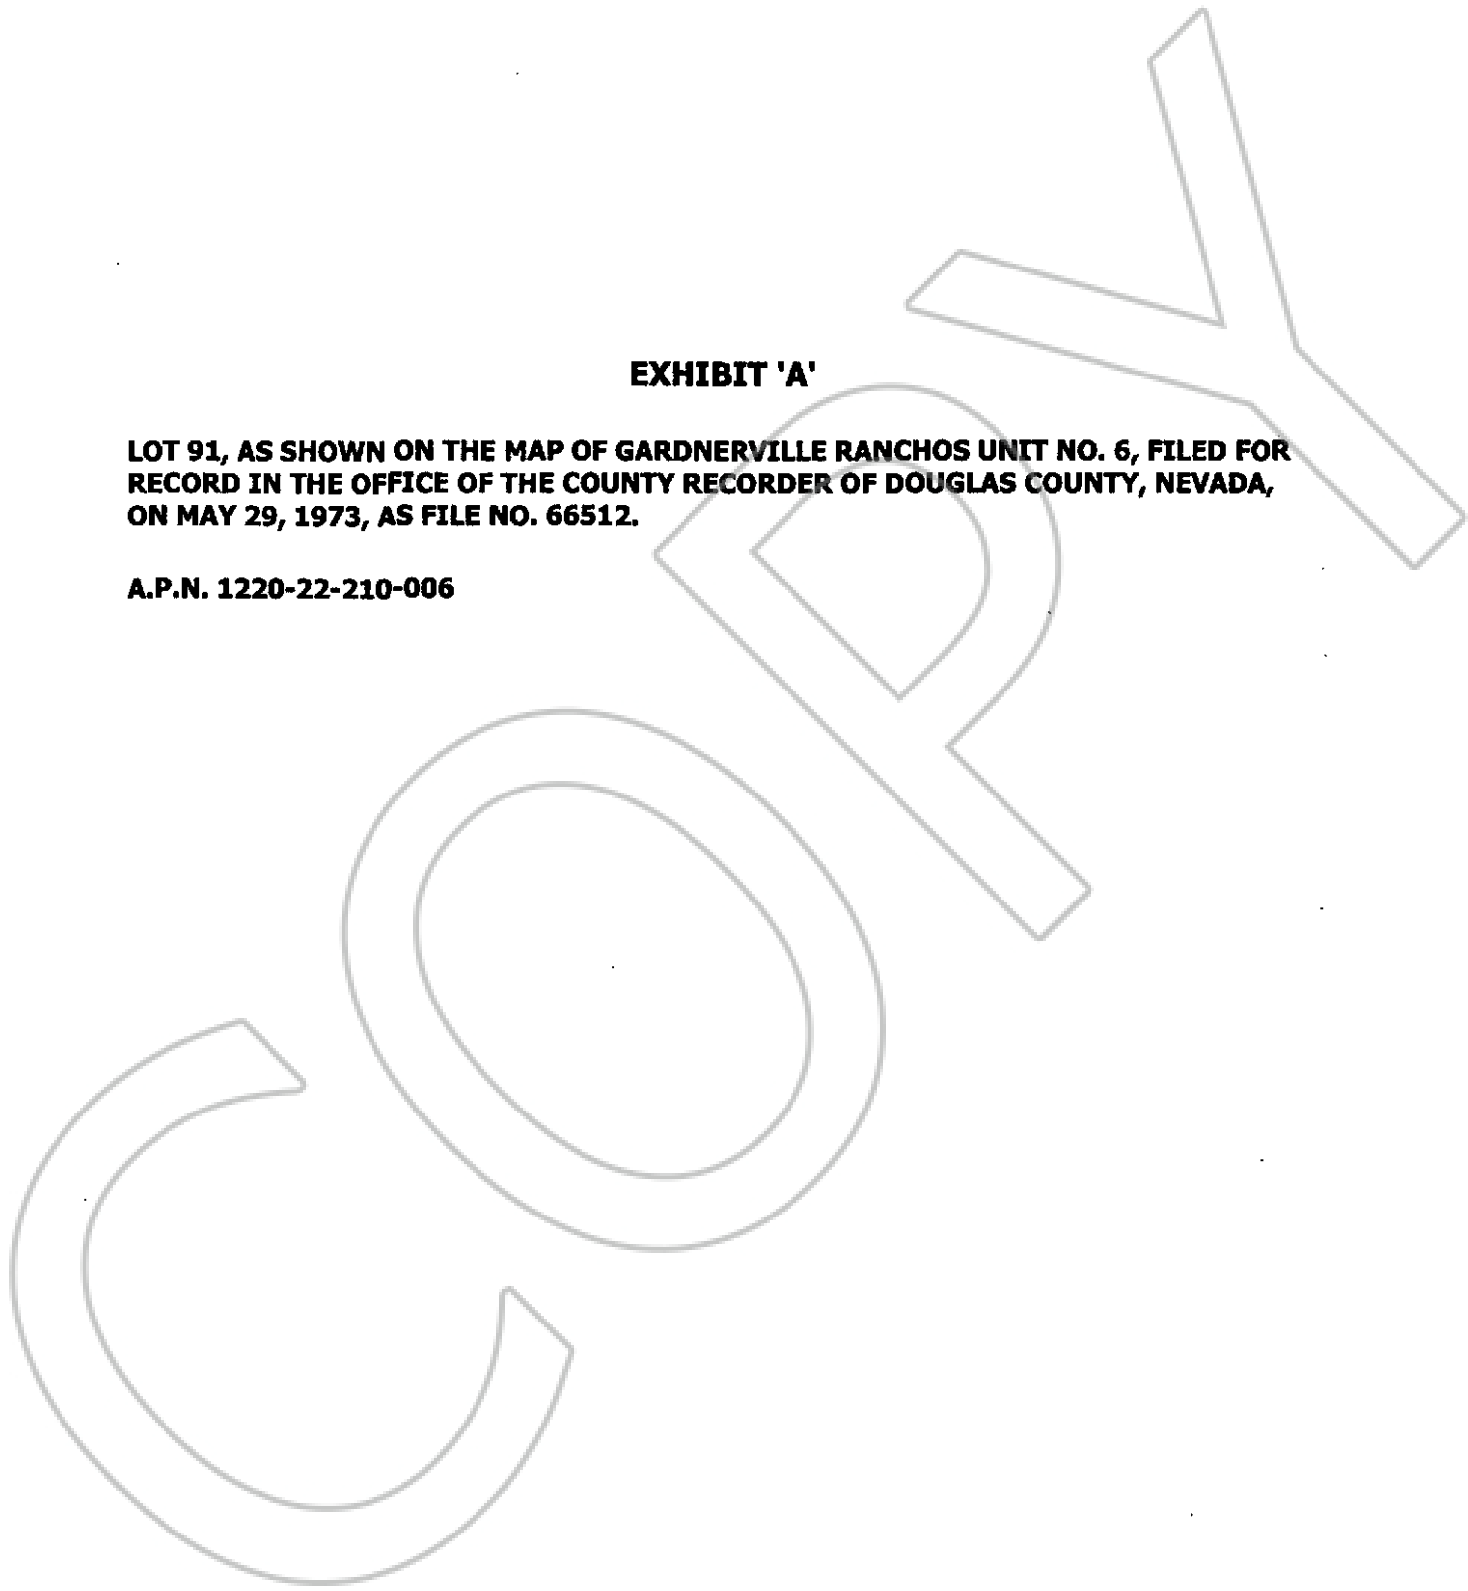 EXHIBIT 'A'
LOT 91, AS SHOWN ON THE MAP OF GARDNERVILLE RANCHOS UNIT NO. 6, FILED FOR
RECORD IN THE OFFICE OF THE COUNTY RECORDER OF DOUGLAS COUNTY, NEVADA,
ON MAY 29, 1973, AS FILE NO. 66512.
A.P.N. 1220-22-210-006
COPY